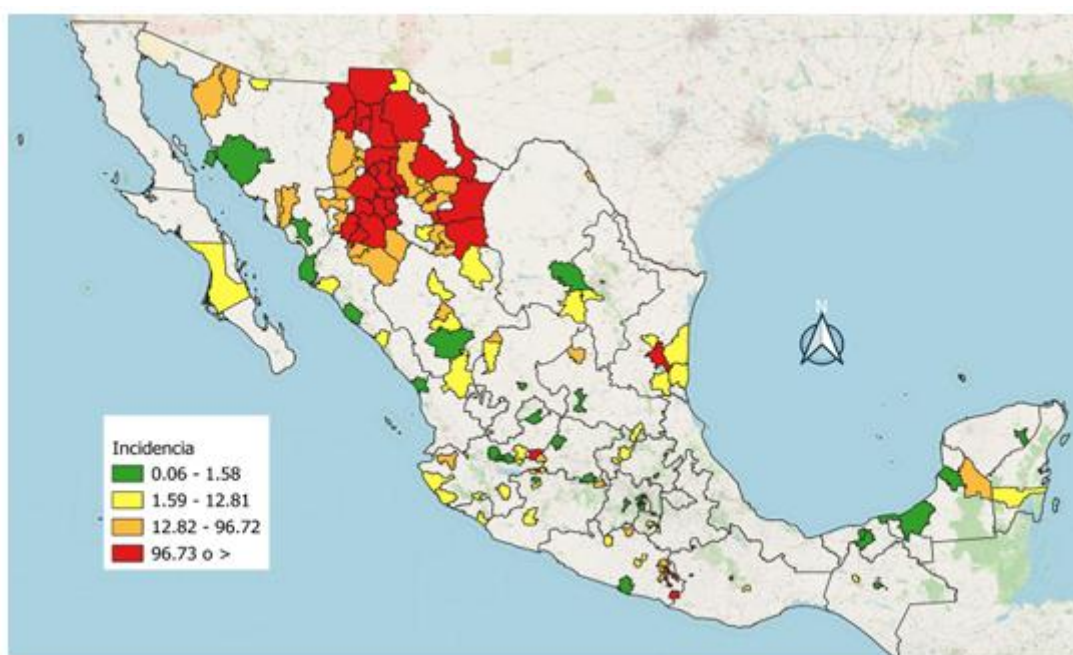 N
Incidencia
0.06 - 1.58
1.59 - 12.81
12.82 - 96.72
96.73 o >